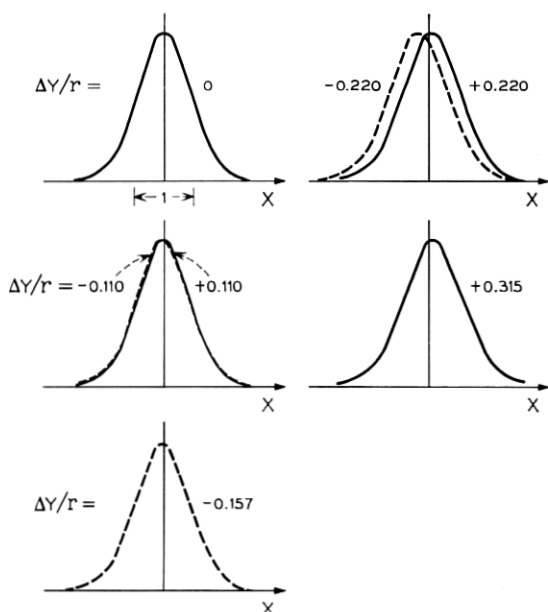 ΔY/r = 0
-0.220 +0.220
1
X X
ΔY/r = -0.110 +0.110
+0.315
X X
ΔY/r = -0.157
X